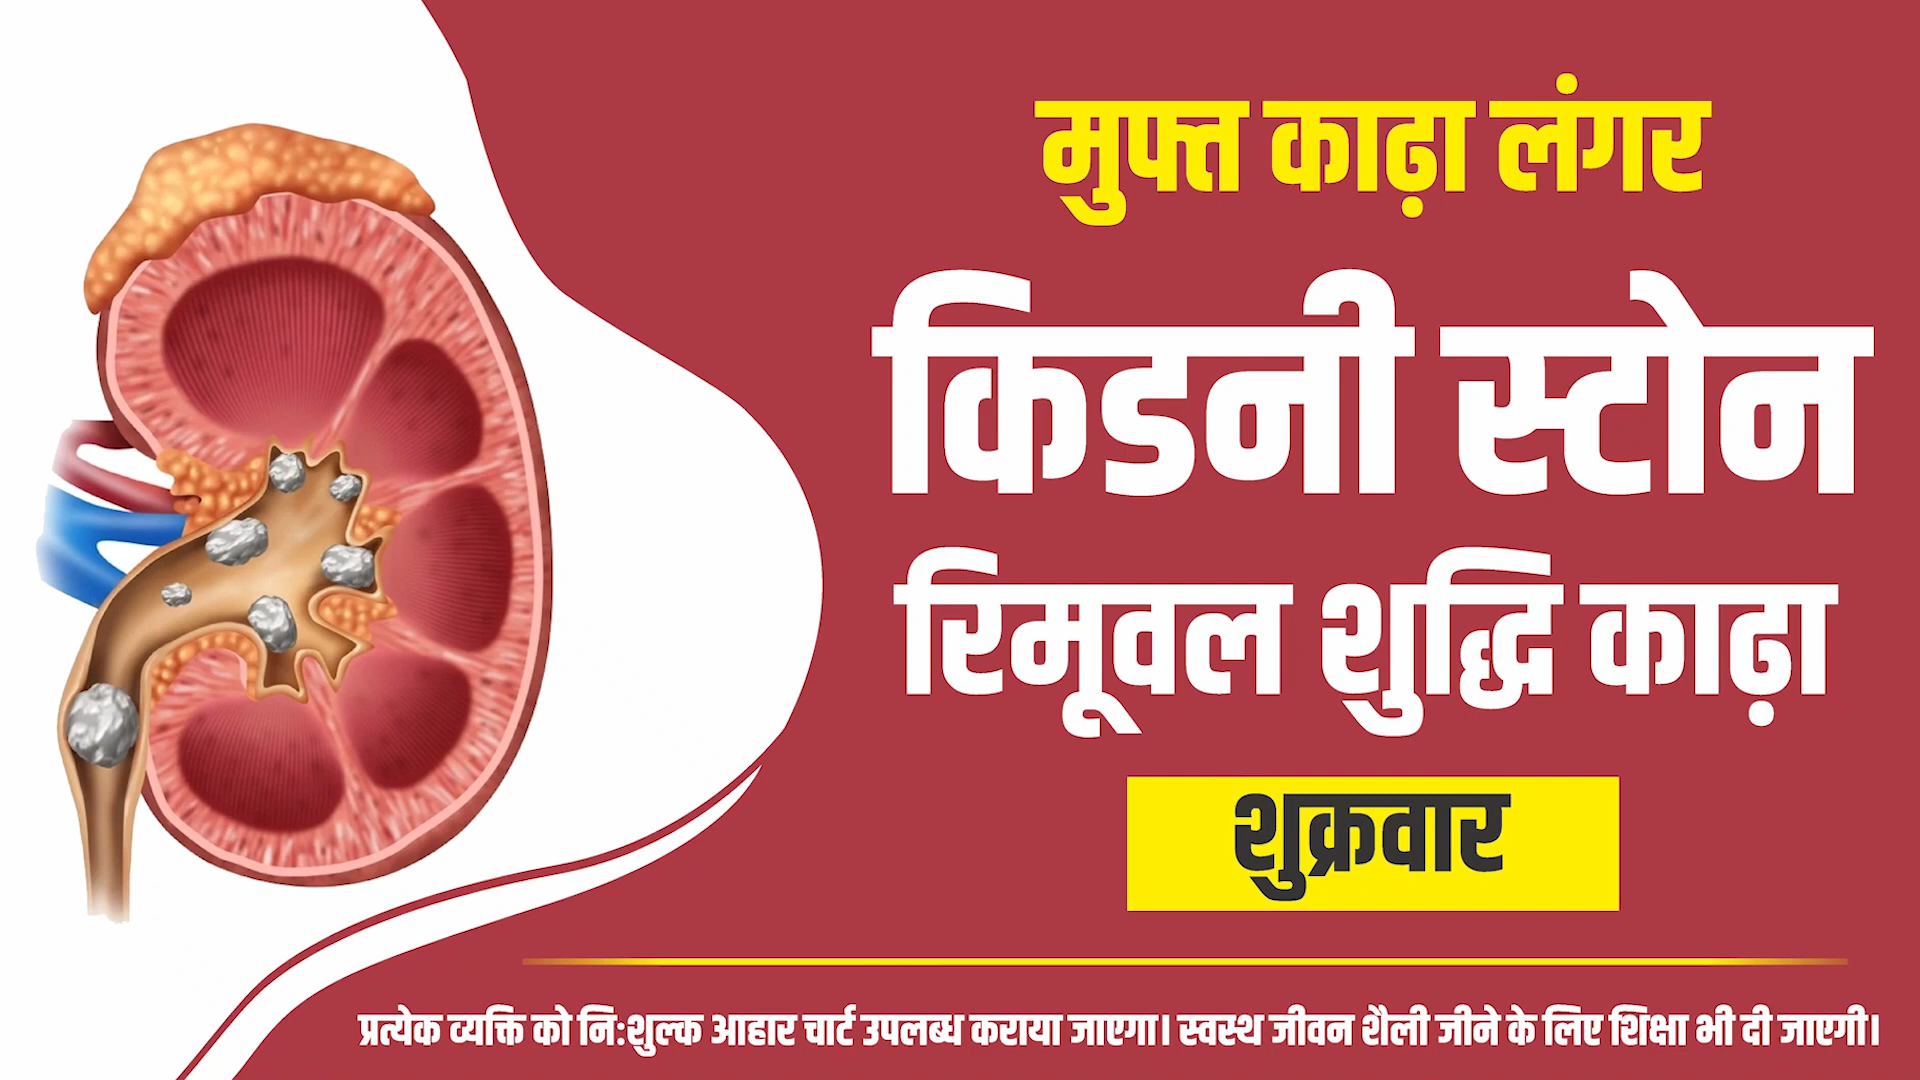 मुफ्त काढ़ा लंगर
किडनी स्टोन
रिमूवल शुद्धि काढ़ा
शुक्रवार
प्रत्येक व्यक्ति को नि:शुल्क आहार चार्ट उपलब्ध कराया जाएगा। स्वस्थ जीवन शैली जीने के लिए शिक्षा भी दी जाएगी।